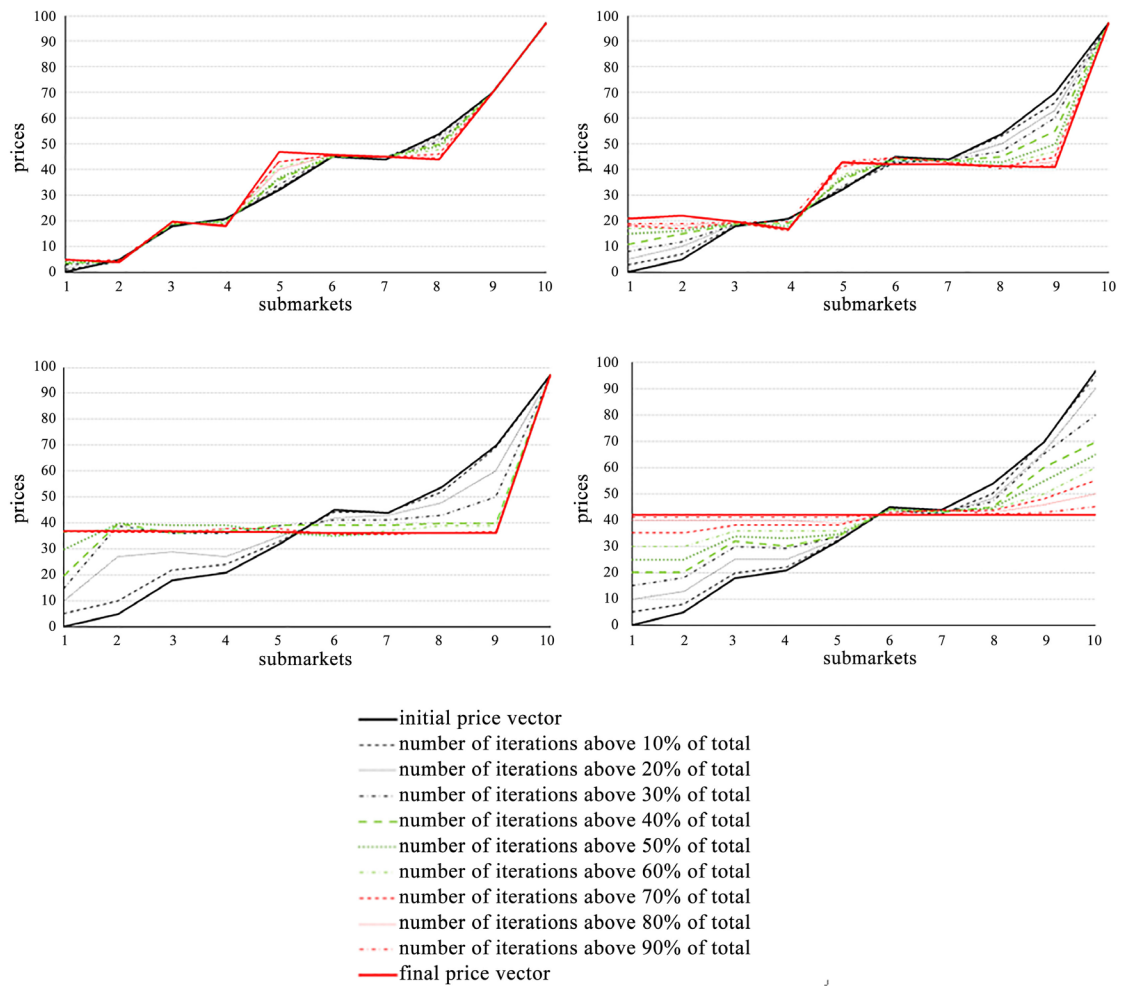 100
90
80
70
60
50
40
30
20
10
0
prices
1 2 3 4 5 6 7 8 9 10
submarkets
100
90
80
70
60
50
40
30
20
10
0
prices
1 2 3 4 5 6 7 8 9 10
submarkets
100
90
80
70
60
50
40
30
20
10
0
prices
1 2 3 4 5 6 7 8 9 10
submarkets
100
90
80
70
60
50
40
30
20
10
0
prices
1 2 3 4 5 6 7 8 9 10
submarkets
initial price vector
number of iterations above 10% of total
number of iterations above 20% of total
number of iterations above 30% of total
number of iterations above 40% of total
number of iterations above 50% of total
number of iterations above 60% of total
number of iterations above 70% of total
number of iterations above 80% of total
number of iterations above 90% of total
final price vector